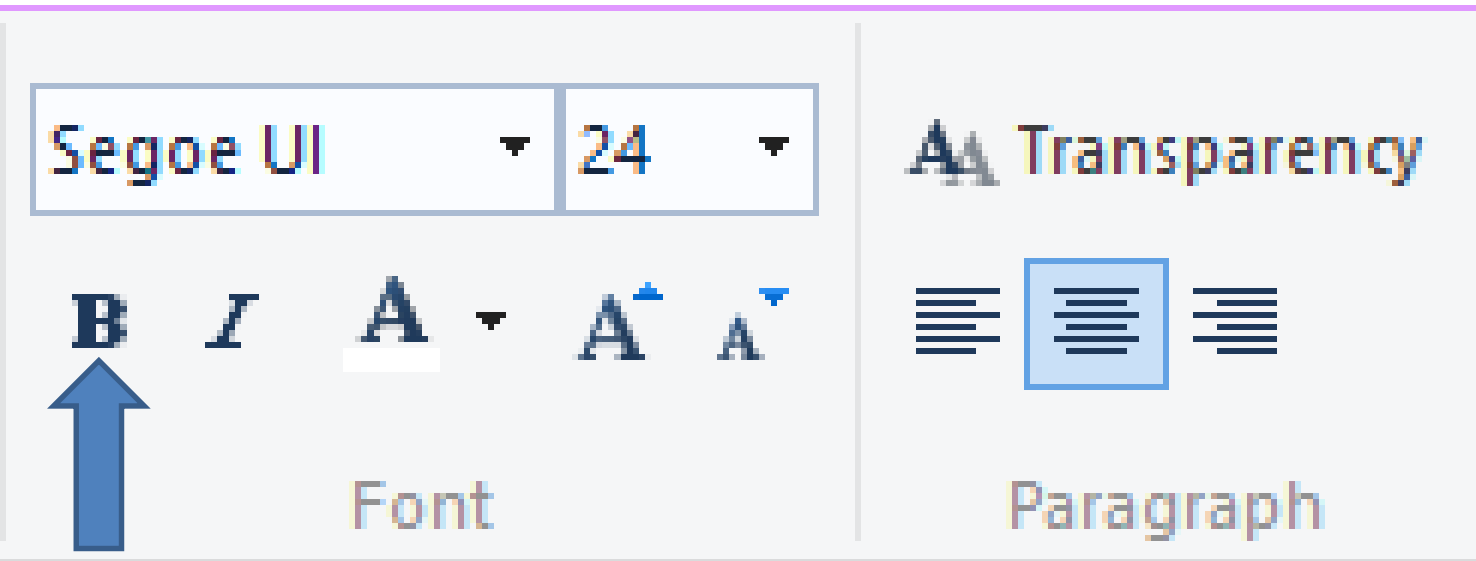 Segoe UI 24
Transparency
B I A A A
Font
Paragraph